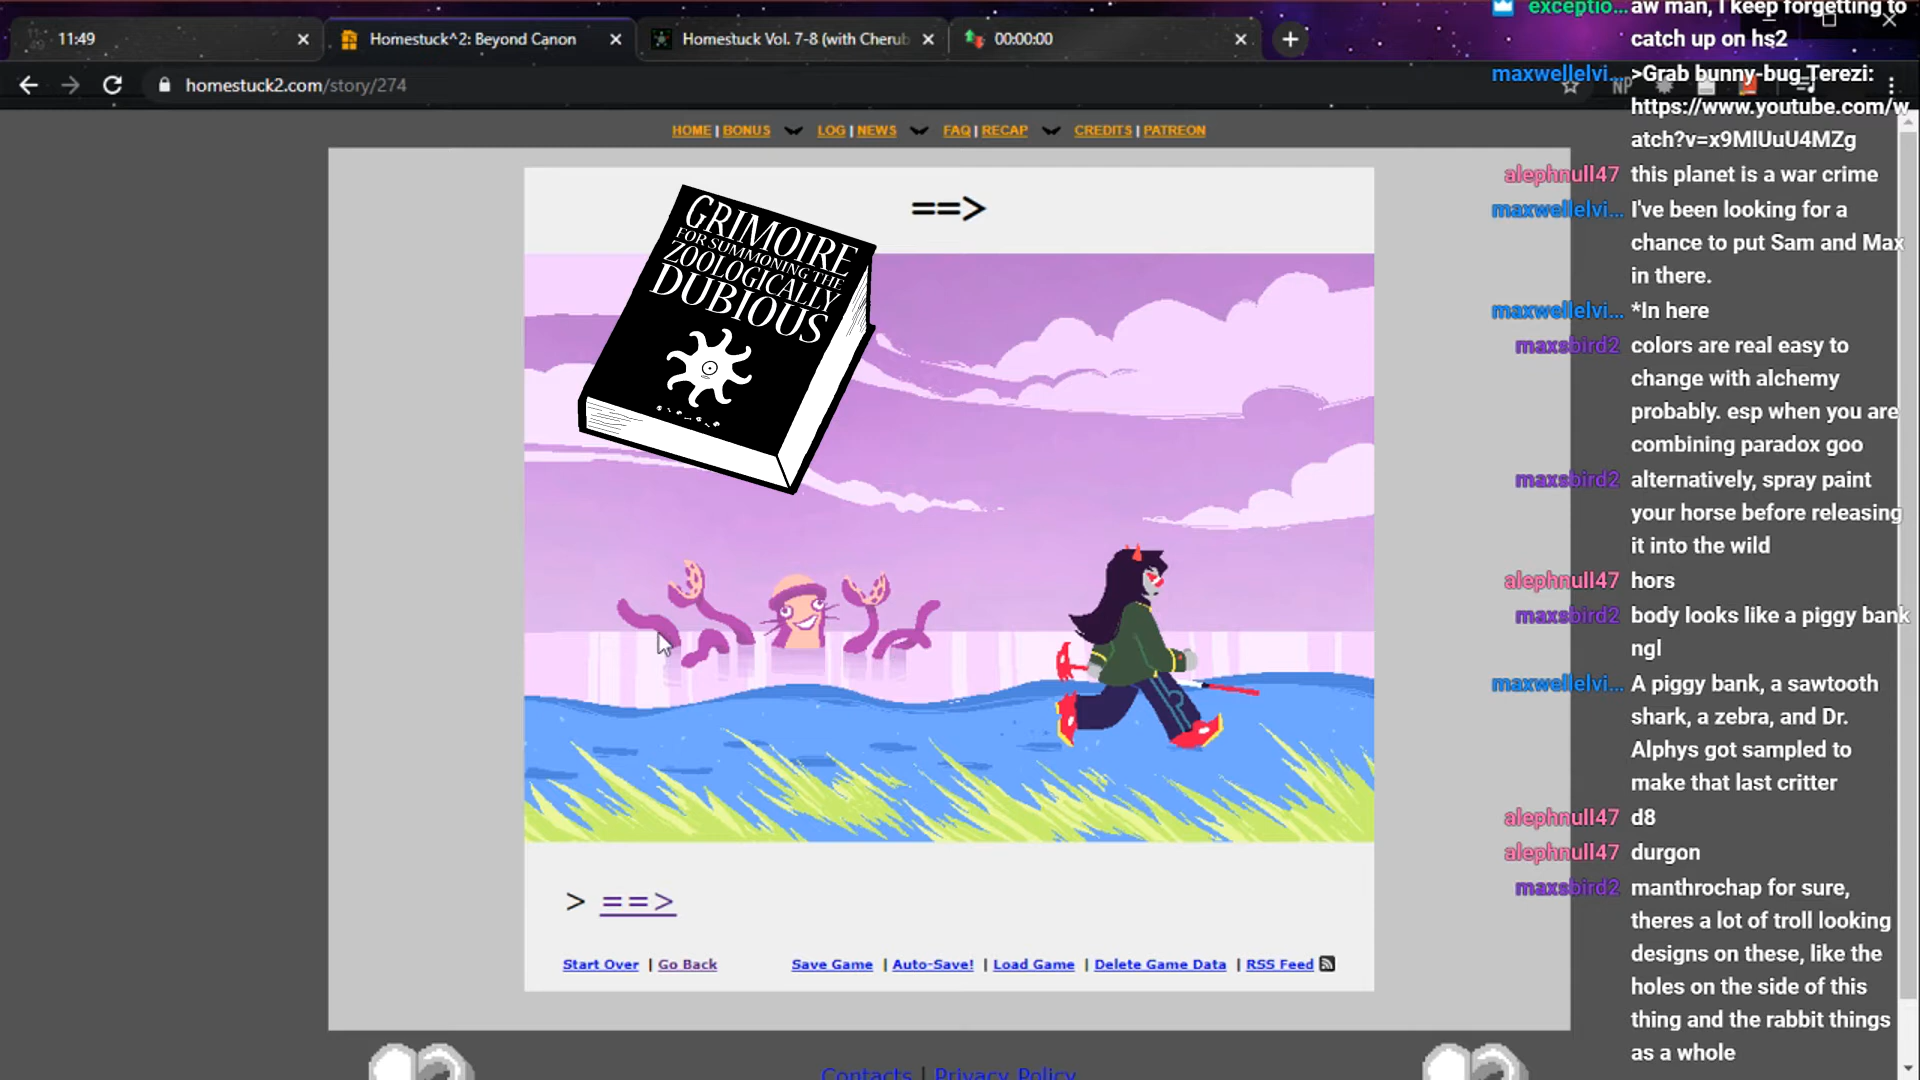 11:49
Homestuck^2: Beyond Canon
Homestuck Vol. 7-8 (with Cherub
00:00:00
homestuck2.com/story/274
NP
HOME | BONUS LOG | NEWS FAQ | RECAP CREDITS | PATREON
==>
GRIMOIRE
FOR SUMMONING THE
ZOOLOGICALLY
DUBIOUS
> ==>
Start Over | Go Back Save Game | Auto-Save! | Load Game | Delete Game Data | RSS Feed
Contacts | Privacy Policy
exceptio... aw man, I keep forgetting to
catch up on hs2
maxwellelvi... >Grab bunny-bug Terezi:
https://www.youtube.com/w
atch?v=x9MlUuU4MZg
alephnull47 this planet is a war crime
maxwellelvi... I've been looking for a
chance to put Sam and Max
in there.
maxwellelvi... *In here
maxsbird2 colors are real easy to
change with alchemy
probably. esp when you are
combining paradox goo
maxsbird2 alternatively, spray paint
your horse before releasing
it into the wild
alephnull47 hors
maxsbird2 body looks like a piggy bank
ngl
maxwellelvi... A piggy bank, a sawtooth
shark, a zebra, and Dr.
Alphys got sampled to
make that last critter
alephnull47 d8
alephnull47 durgon
maxsbird2 manthrochap for sure,
theres a lot of troll looking
designs on these, like the
holes on the side of this
thing and the rabbit things
as a whole